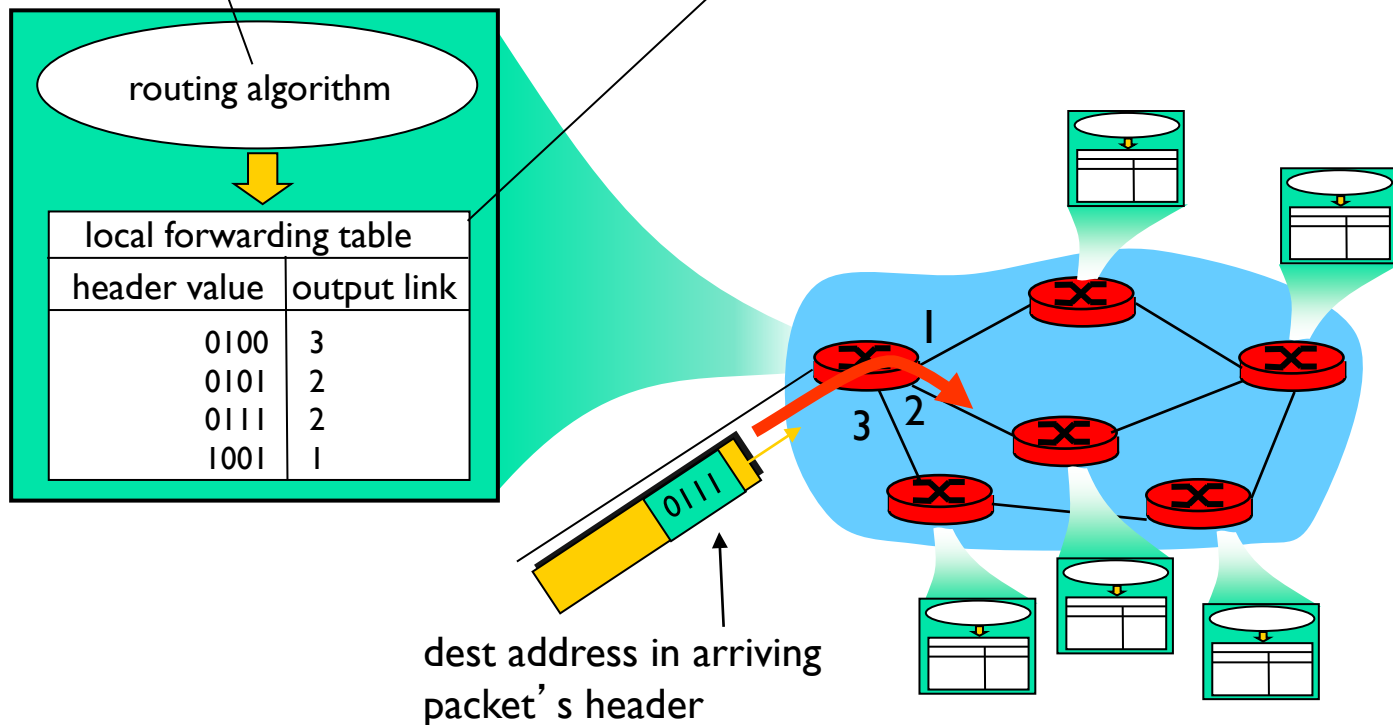 routing algorithm
local forwarding table
header value output link
0100 3
0101 2
0111 2
1001 1
1
2
3
0111
dest address in arriving
packet’ s header